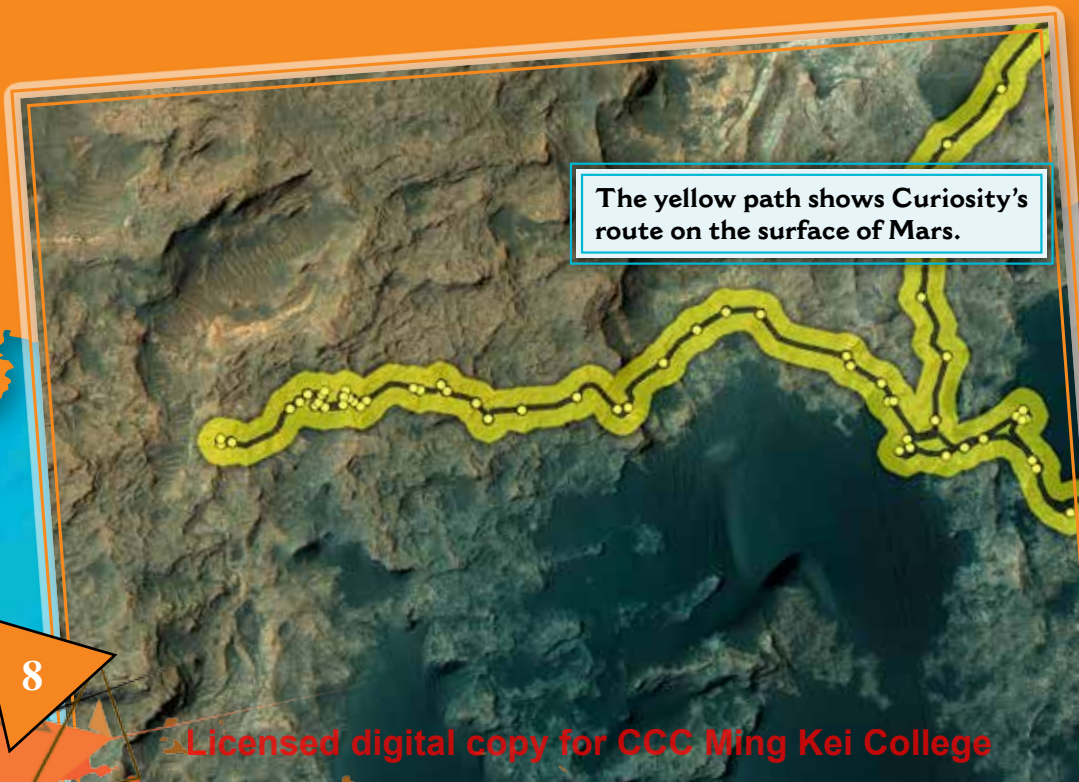 The yellow path shows Curiosity's
route on the surface of Mars.
8
Licensed digital copy for CCC Ming Kei College